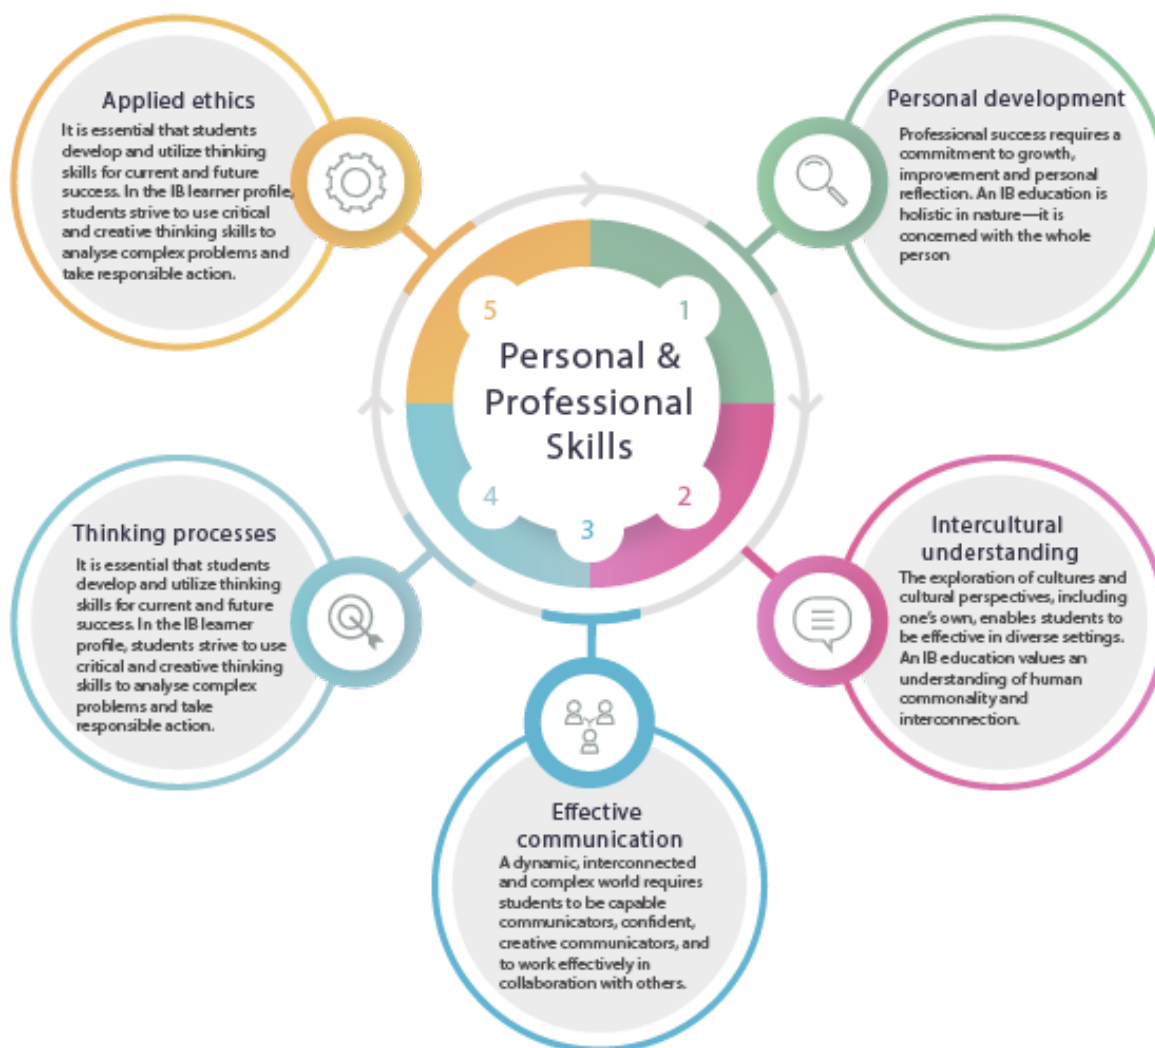 Applied ethics
It is essential that students
develop and utilize thinking
skills for current and future
success. In the IB learner profile,
students strive to use critical
and creative thinking skills to
analyse complex problems and
take responsible action.
Personal development
Professional success requires a
commitment to growth,
improvement and personal
reflection. An IB education is
holistic in nature—it is
concerned with the whole
person
5
1
Personal &
Professional
Skills
4
2
3
Thinking processes
It is essential that students
develop and utilize thinking
skills for current and future
success. In the IB learner
profile, students strive to use
critical and creative thinking
skills to analyse complex
problems and take
responsible action.
Intercultural
understanding
The exploration of cultures and
cultural perspectives, including
one's own, enables students to
be effective in diverse settings.
An IB education values an
understanding of human
commonality and
interconnection.
Effective
communication
A dynamic, interconnected
and complex world requires
students to be capable
communicators, confident,
creative communicators, and
to work effectively in
collaboration with others.